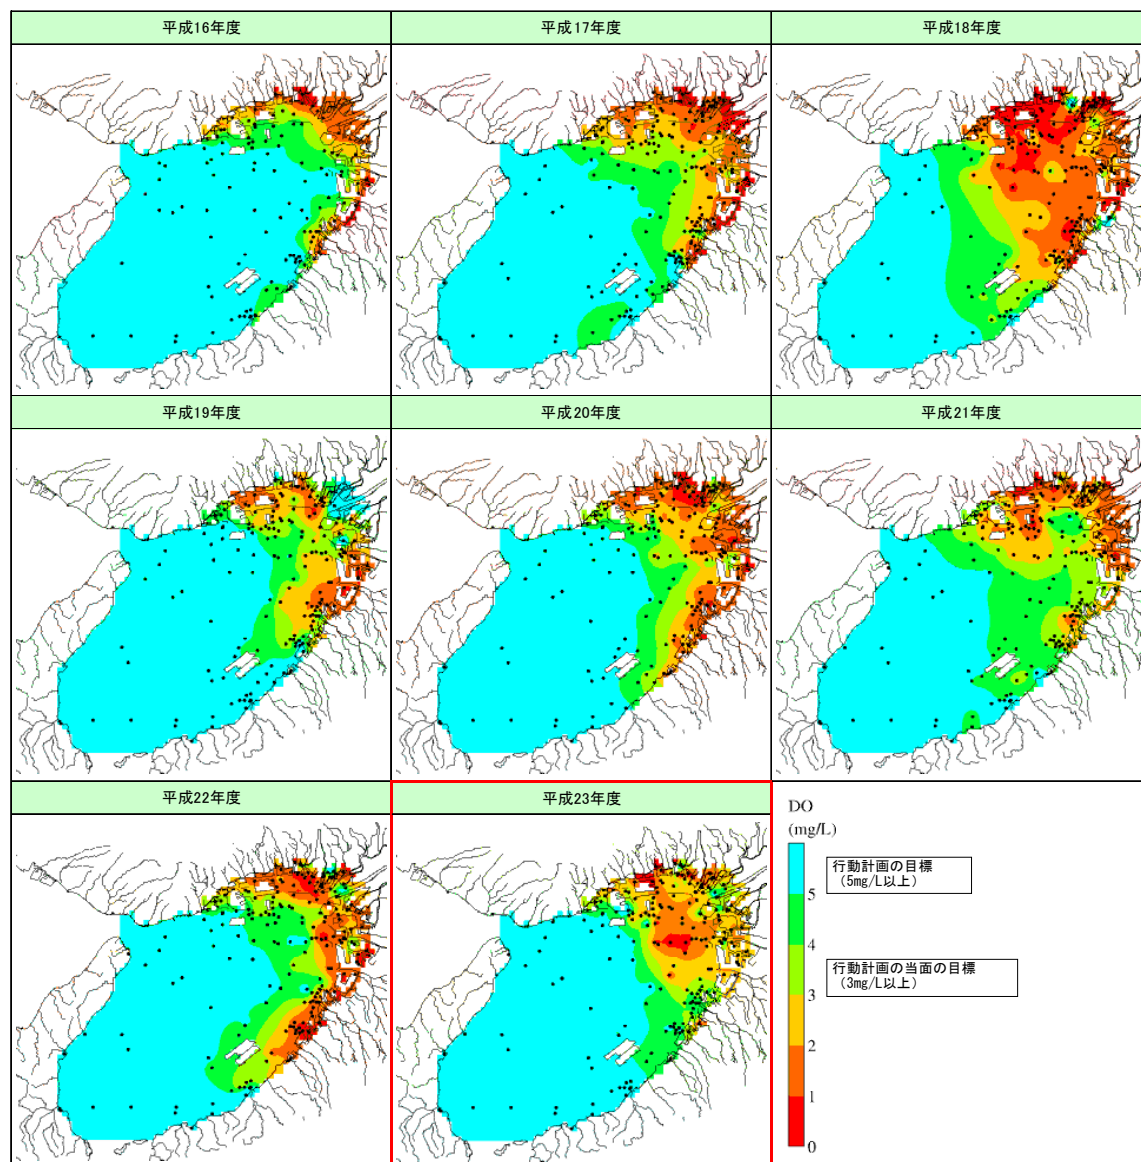 平成16年度
平成17年度
平成18年度
平成19年度
平成20年度
平成21年度
平成22年度
平成23年度
DO
(mg/L)
行動計画の目標
(5mg/L以上)
5
4
行動計画の当面の目標
(3mg/L以上)
3
2
1
0